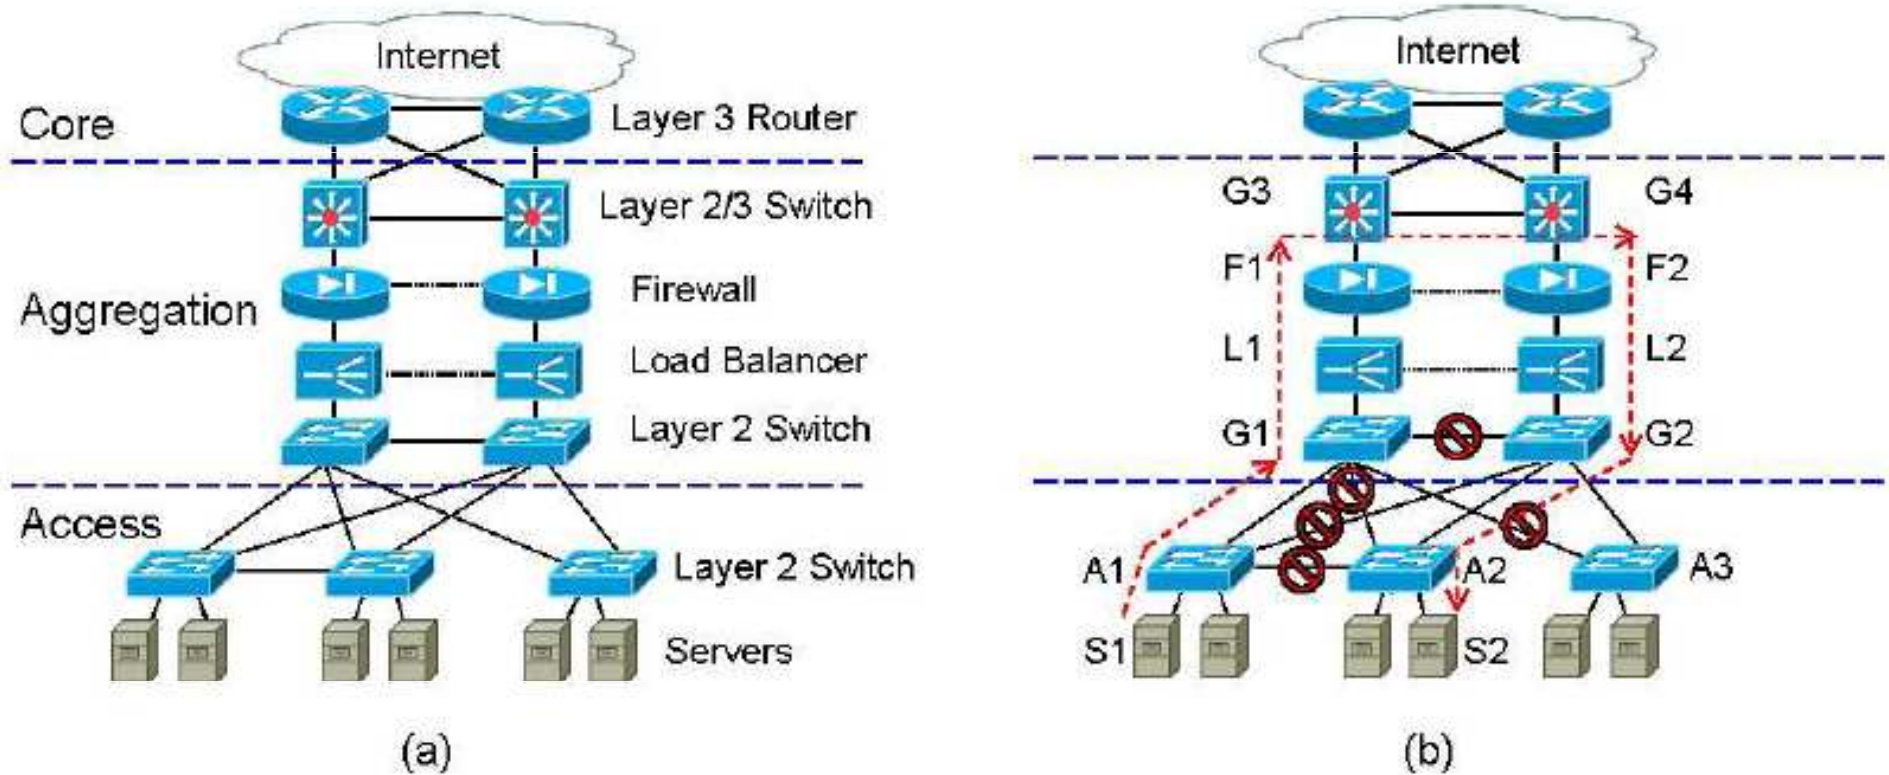 Internet
Core
Layer 3 Router
Layer 2/3 Switch
Firewall
Aggregation
Load Balancer
Layer 2 Switch
Access
Layer 2 Switch
Servers
(a)
Internet
G3
G4
F1
F2
L1
L2
G1
G2
A1
A2
A3
S1
S2
(b)